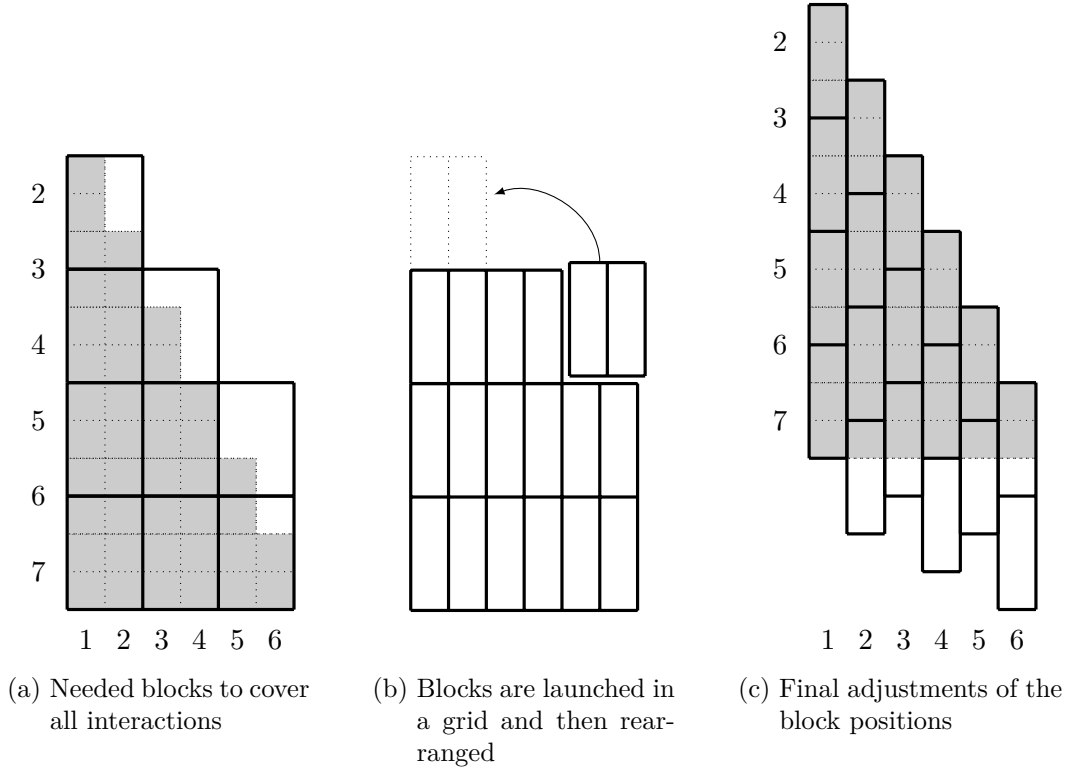 2
3
4
5
6
7
1 2 3 4 5 6
(a) Needed blocks to cover
all interactions
(b) Blocks are launched in
a grid and then rear-
ranged
2
3
4
5
6
7
1 2 3 4 5 6
(c) Final adjustments of the
block positions